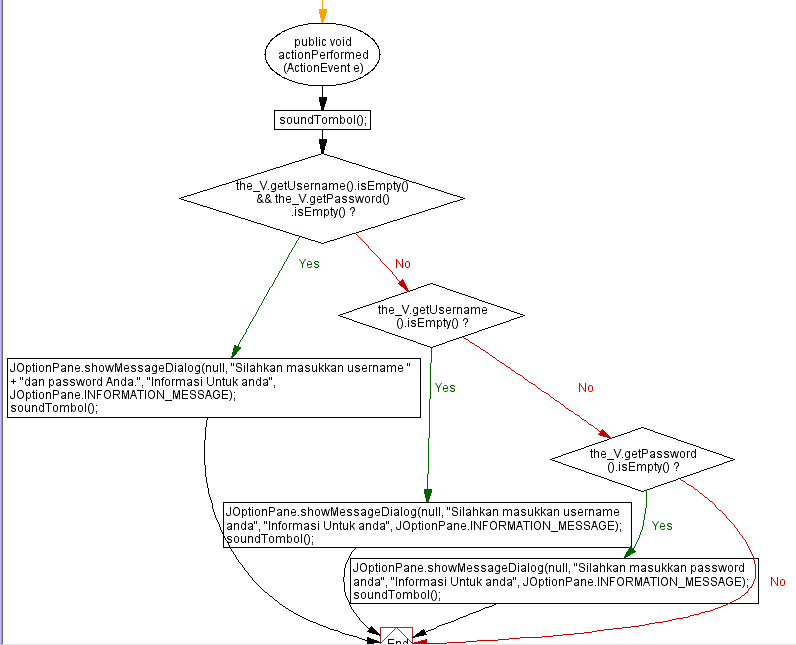 public void
actionPerformed
(ActionEvent e)
soundTombol();
the_V.getUsername().isEmpty()
&& the_V.getPassword()
.isEmpty() ?
Yes
No
the_V.getUsername
().isEmpty() ?
JOptionPane.showMessageDialog(null, "Silahkan masukkan username "
+ "dan password Anda.", "Informasi Untuk anda",
JOptionPane.INFORMATION_MESSAGE);
soundTombol();
Yes
No
the_V.getPassword
().isEmpty() ?
JOptionPane.showMessageDialog(null, "Silahkan masukkan username
anda", "Informasi Untuk anda", JOptionPane.INFORMATION_MESSAGE);
soundTombol();
Yes
JOptionPane.showMessageDialog(null, "Silahkan masukkan password
anda", "Informasi Untuk anda", JOptionPane.INFORMATION_MESSAGE);
soundTombol();
No
End